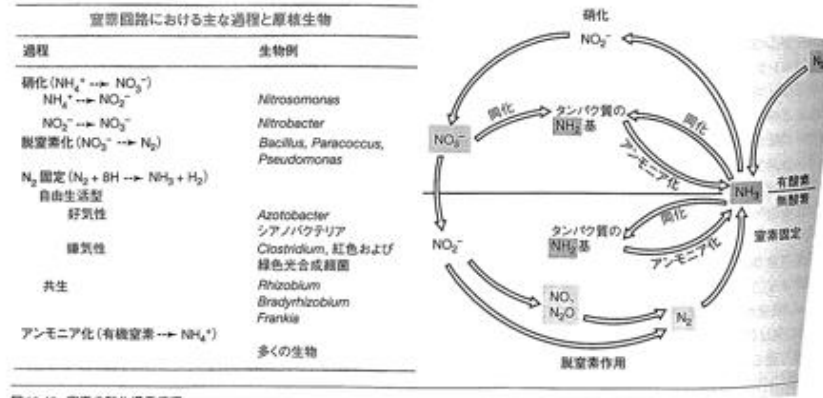 窒素回路における主な過程と原核生物
過程 生物例
硝化(NH₄⁺ --→ NO₃⁻)
NH₄⁺ --→ NO₂⁻ Nitrosomonas
NO₂⁻ --→ NO₃⁻ Nitrobacter
脱窒素化(NO₃⁻ --→ N₂) Bacillus, Paracoccus,
Pseudomonas
N₂ 固定(N₂ + 8H --→ NH₃ + H₂)
自由生活型
好気性 Azotobacter
シアノバクテリア
嫌気性 Clostridium, 紅色および
緑色光合成細菌
共生 Rhizobium
Bradyrhizobium
Frankia
アンモニア化(有機窒素 --→ NH₄⁺)
多くの生物
硝化
NO₂⁻
同化
タンパク質の
NH₂ 基
同化
アンモニア化
NO₃⁻
NH₃
有酸素
無酸素
同化
タンパク質の
NH₂ 基
アンモニア化
窒素固定
NO₂⁻
NO,
N₂O
N₂
脱窒素作用